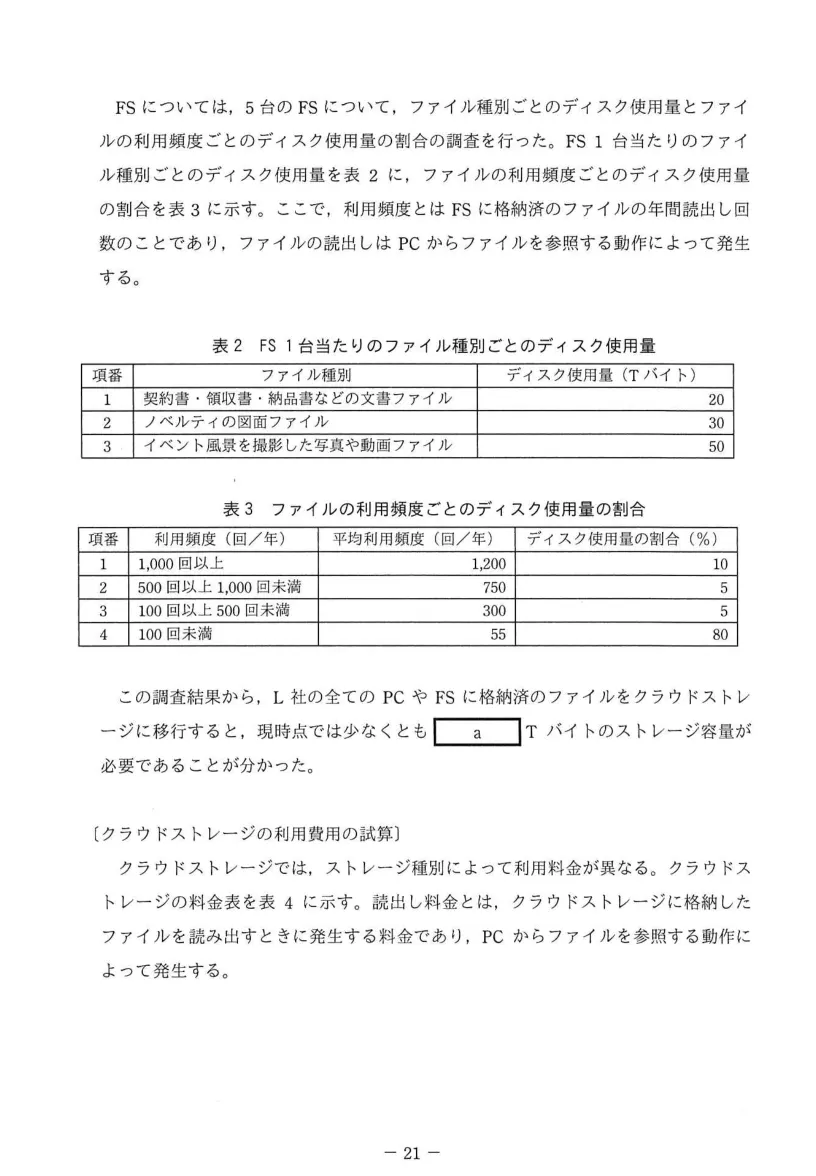 FS については，5 台の FS について，ファイル種別ごとのディスク使用量とファイ
ルの利用頻度ごとのディスク使用量の割合の調査を行った。FS 1 台当たりのファイ
ル種別ごとのディスク使用量を表 2 に，ファイルの利用頻度ごとのディスク使用量
の割合を表 3 に示す。ここで，利用頻度とは FS に格納済のファイルの年間読出し回
数のことであり，ファイルの読出しは PC からファイルを参照する動作によって発生
する。
表 2　FS 1 台当たりのファイル種別ごとのディスク使用量
項番 ファイル種別 ディスク使用量（T バイト）
1 契約書・領収書・納品書などの文書ファイル 20
2 ノベルティの図面ファイル 30
3 イベント風景を撮影した写真や動画ファイル 50
表 3　ファイルの利用頻度ごとのディスク使用量の割合
項番 利用頻度（回／年） 平均利用頻度（回／年） ディスク使用量の割合（％）
1 1,000 回以上 1,200 10
2 500 回以上 1,000 回未満 750 5
3 100 回以上 500 回未満 300 5
4 100 回未満 55 80
この調査結果から，L 社の全ての PC や FS に格納済のファイルをクラウドストレ
ージに移行すると，現時点では少なくとも a T バイトのストレージ容量が
必要であることが分かった。
〔クラウドストレージの利用費用の試算〕
クラウドストレージでは，ストレージ種別によって利用料金が異なる。クラウドス
トレージの料金表を表 4 に示す。読出し料金とは，クラウドストレージに格納した
ファイルを読み出すときに発生する料金であり，PC からファイルを参照する動作に
よって発生する。
− 21 −